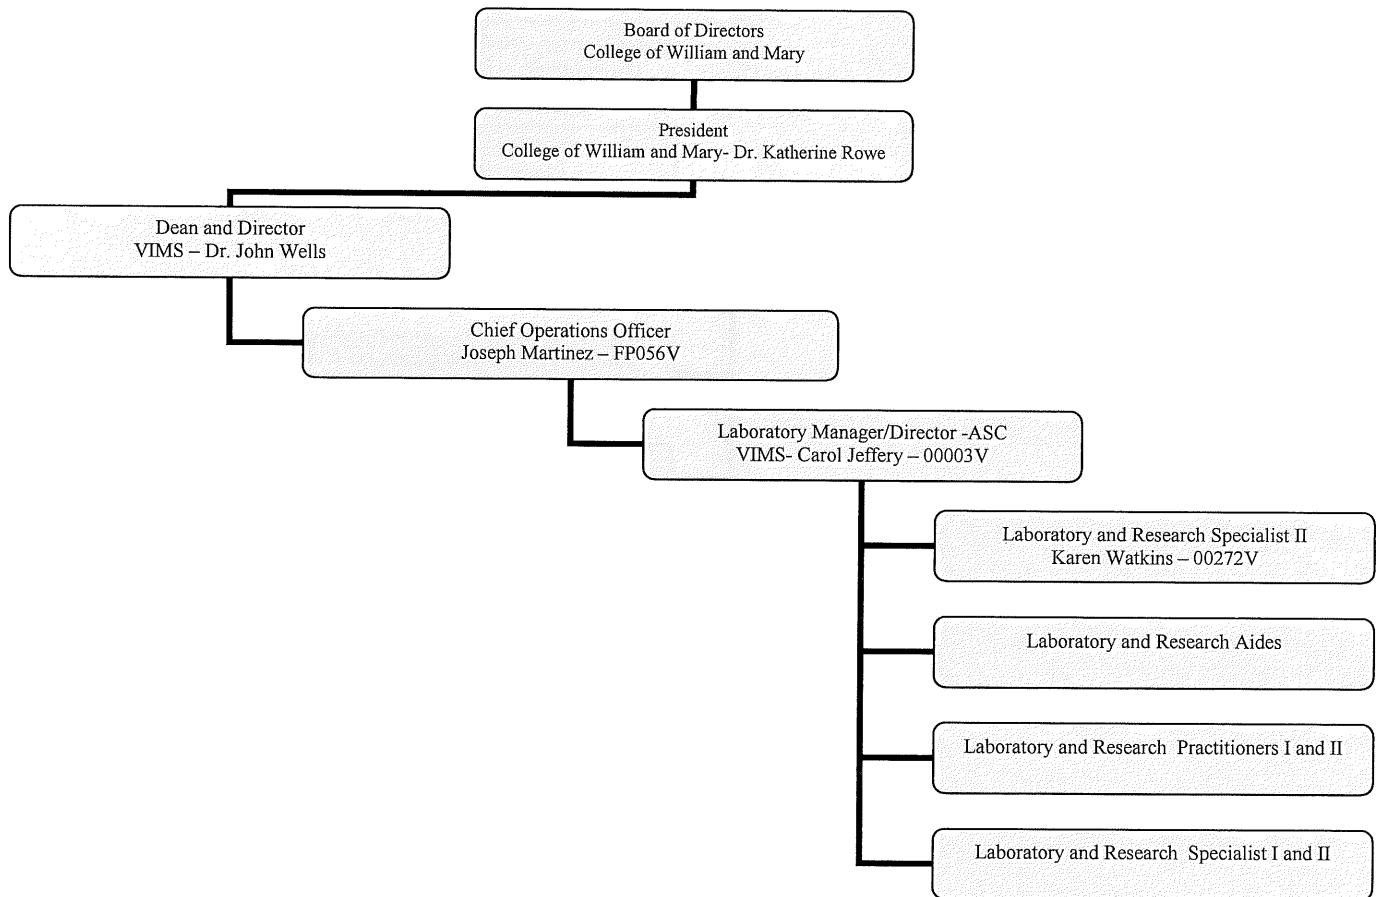 Board of Directors
College of William and Mary
President
College of William and Mary- Dr. Katherine Rowe
Dean and Director
VIMS – Dr. John Wells
Chief Operations Officer
Joseph Martinez – FP056V
Laboratory Manager/Director -ASC
VIMS- Carol Jeffery – 00003V
Laboratory and Research Specialist II
Karen Watkins – 00272V
Laboratory and Research Aides
Laboratory and Research  Practitioners I and II
Laboratory and Research  Specialist I and II